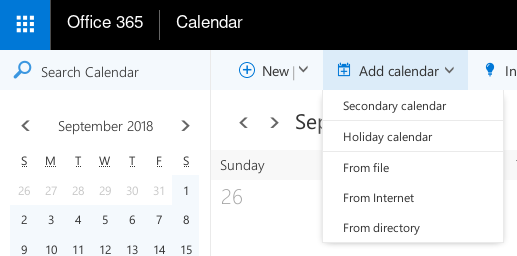 Office 365 Calendar
Search Calendar
New Add calendar In
Secondary calendar
Holiday calendar
From file
From Internet
From directory
September 2018
S M T W T F S
26 27 28 29 30 31 1
2 3 4 5 6 7 8
9 10 11 12 13 14 15
Sep
Sunday
26